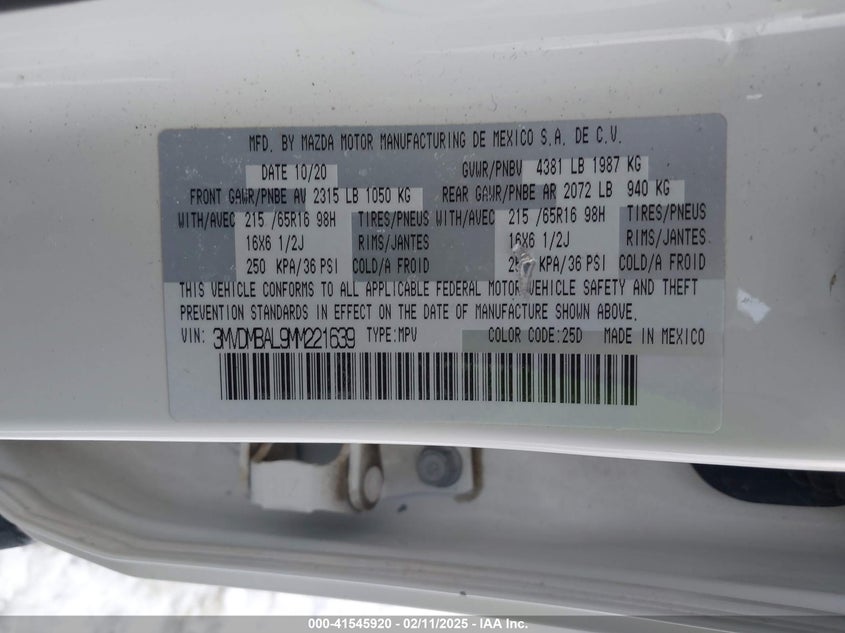 MFD. BY MAZDA MOTOR MANUFACTURING DE MEXICO S.A. DE C.V.
DATE 10/20 GVWR/PNBV 4381 LB 1987 KG
FRONT GAWR/PNBE AV 2315 LB 1050 KG REAR GAWR/PNBE AR 2072 LB 940 KG
WITH/AVEC 215 /65R16 98H TIRES/PNEUS WITH/AVEC 215 /65R16 98H TIRES/PNEUS
16X6 1/2J RIMS/JANTES 16X6 1/2J RIMS/JANTES
250 KPA/36 PSI COLD/A FROID 250 KPA/36 PSI COLD/A FROID
THIS VEHICLE CONFORMS TO ALL APPLICABLE FEDERAL MOTOR VEHICLE SAFETY AND THEFT
PREVENTION STANDARDS IN EFFECT ON THE DATE OF MANUFACTURE SHOWN ABOVE.
VIN: 3MVDMBAL9MM221639 TYPE:MPV COLOR CODE:25D MADE IN MEXICO
000-41545920 - 02/11/2025 - IAA Inc.